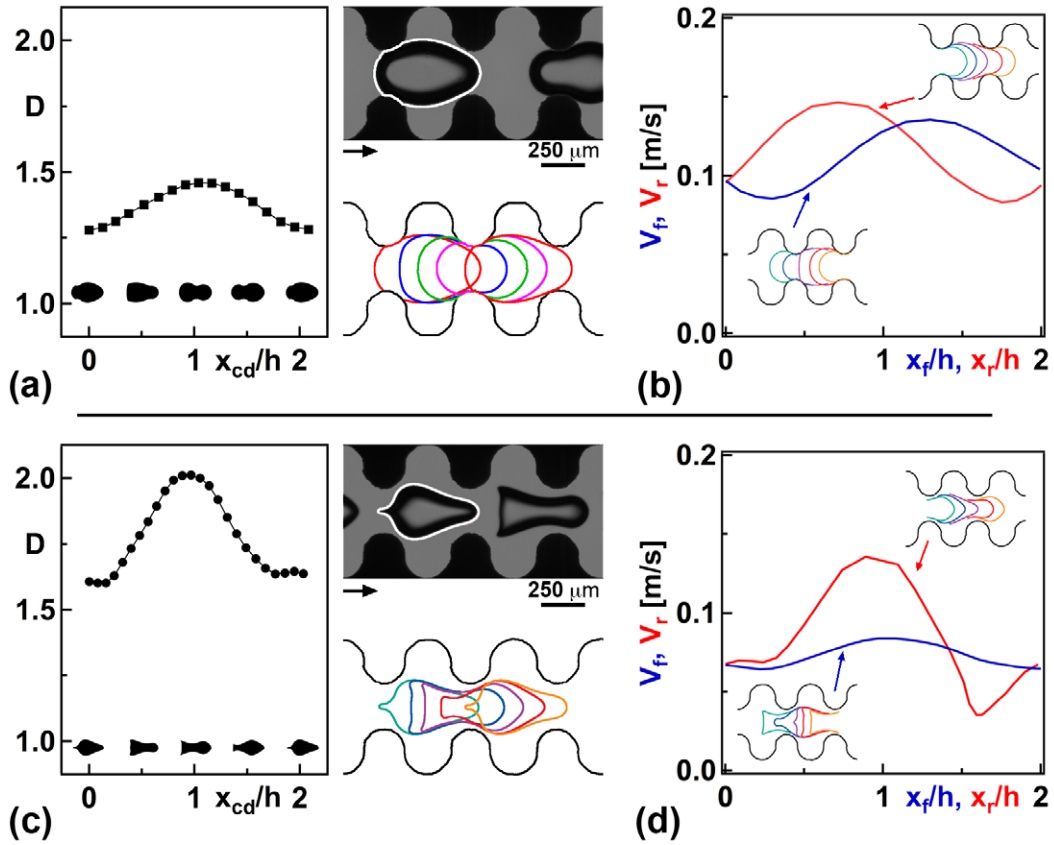 2.0
D
1.5
1.0
0 1 x_cd/h 2
(a)
250 μm
0.2
V_f, V_r [m/s]
0.1
0.0
0 1 x_f/h, x_r/h 2
(b)
2.0
D
1.5
1.0
0 1 x_cd/h 2
(c)
250 μm
0.2
V_f, V_r [m/s]
0.1
0.0
0 1 x_f/h, x_r/h 2
(d)